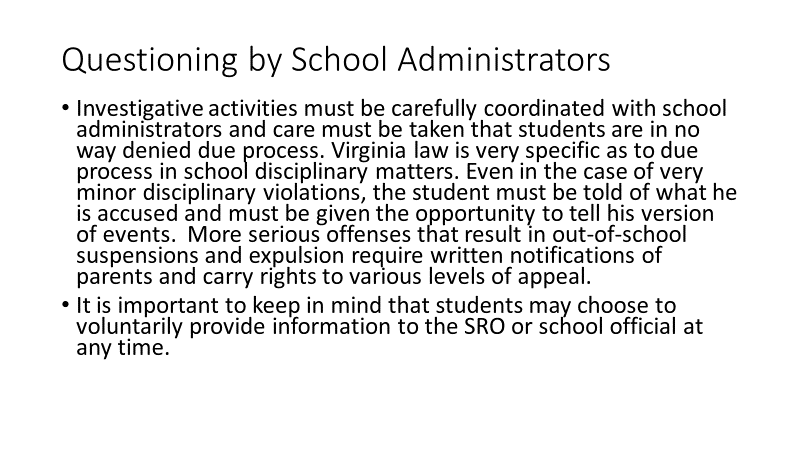 Questioning by School Administrators
• Investigative activities must be carefully coordinated with school
administrators and care must be taken that students are in no
way denied due process. Virginia law is very specific as to due
process in school disciplinary matters. Even in the case of very
minor disciplinary violations, the student must be told of what he
is accused and must be given the opportunity to tell his version
of events.  More serious offenses that result in out-of-school
suspensions and expulsion require written notifications of
parents and carry rights to various levels of appeal.
• It is important to keep in mind that students may choose to
voluntarily provide information to the SRO or school official at
any time.